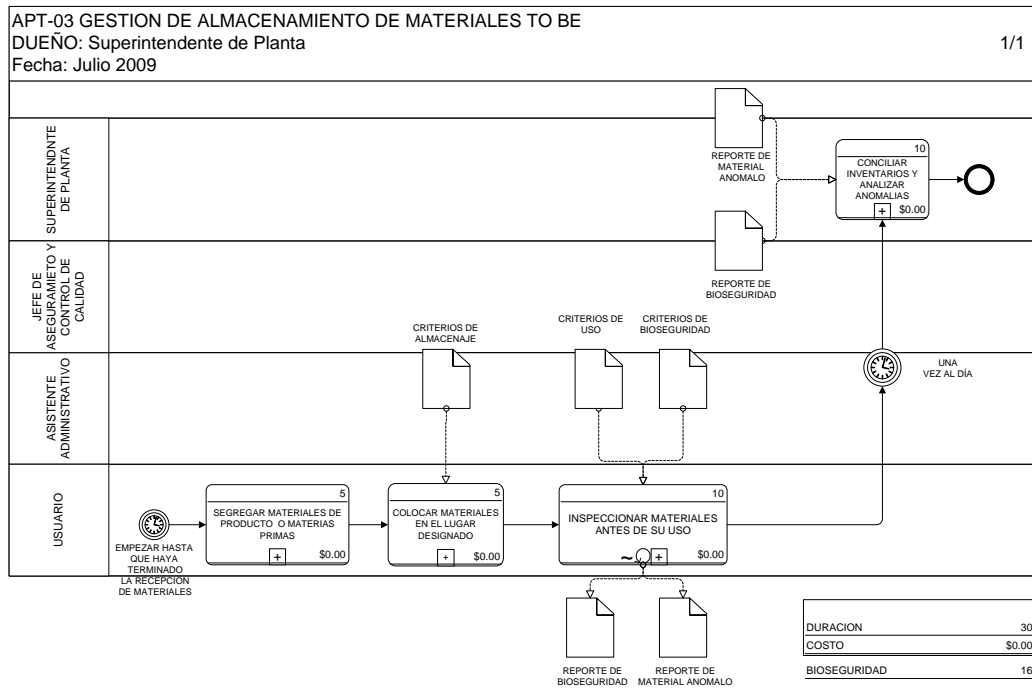 APT-03 GESTION DE ALMACENAMIENTO DE MATERIALES TO BE
DUEÑO: Superintendente de Planta
1/1
Fecha: Julio 2009
SUPERINTENDNTE
DE PLANTA
REPORTE DE
MATERIAL
ANOMALO
10
CONCILIAR
INVENTARIOS Y
ANALIZAR
ANOMALIAS
+
$0.00
REPORTE DE
BIOSEGURIDAD
JEFE DE
ASEGURAMIETO Y
CONTROL DE
CALIDAD
CRITERIOS DE
ALMACENAJE
CRITERIOS DE
USO
CRITERIOS DE
BIOSEGURIDAD
ASISTENTE
ADMINISTRATIVO
UNA
VEZ AL DÍA
USUARIO
EMPEZAR HASTA
QUE HAYA
TERMINADO
LA RECEPCION
DE MATERIALES
5
SEGREGAR MATERIALES DE
PRODUCTO O MATERIAS
PRIMAS
+
$0.00
5
COLOCAR MATERIALES
EN EL LUGAR
DESIGNADO
+
$0.00
10
INSPECCIONAR MATERIALES
ANTES DE SU USO
~
+
$0.00
REPORTE DE
BIOSEGURIDAD
REPORTE DE
MATERIAL ANOMALO
DURACION 30
COSTO $0.00
BIOSEGURIDAD 16